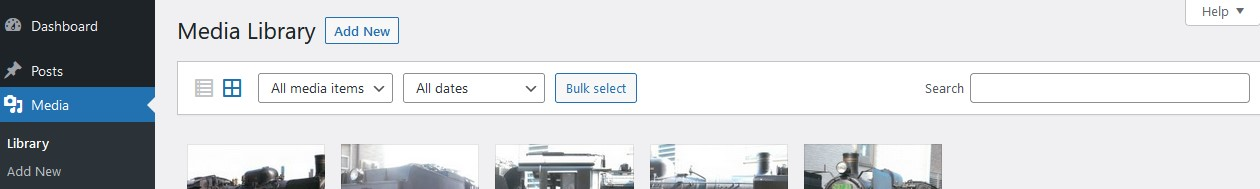 Dashboard
Posts
Media
Library
Add New
Help
Media Library
Add New
All media items
All dates
Bulk select
Search